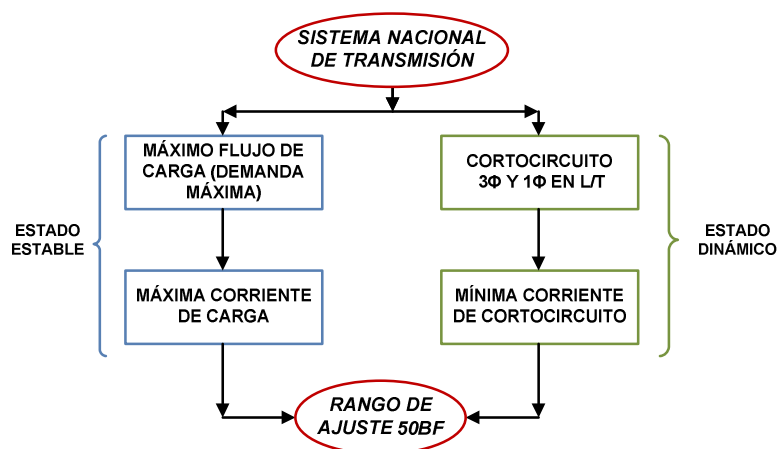 SISTEMA NACIONAL
DE TRANSMISIÓN
MÁXIMO FLUJO DE
CARGA (DEMANDA
MÁXIMA)
CORTOCIRCUITO
3Φ Y 1Φ EN L/T
ESTADO
ESTABLE
ESTADO
DINÁMICO
MÁXIMA CORRIENTE
DE CARGA
MÍNIMA CORRIENTE
DE CORTOCIRCUITO
RANGO DE
AJUSTE 50BF